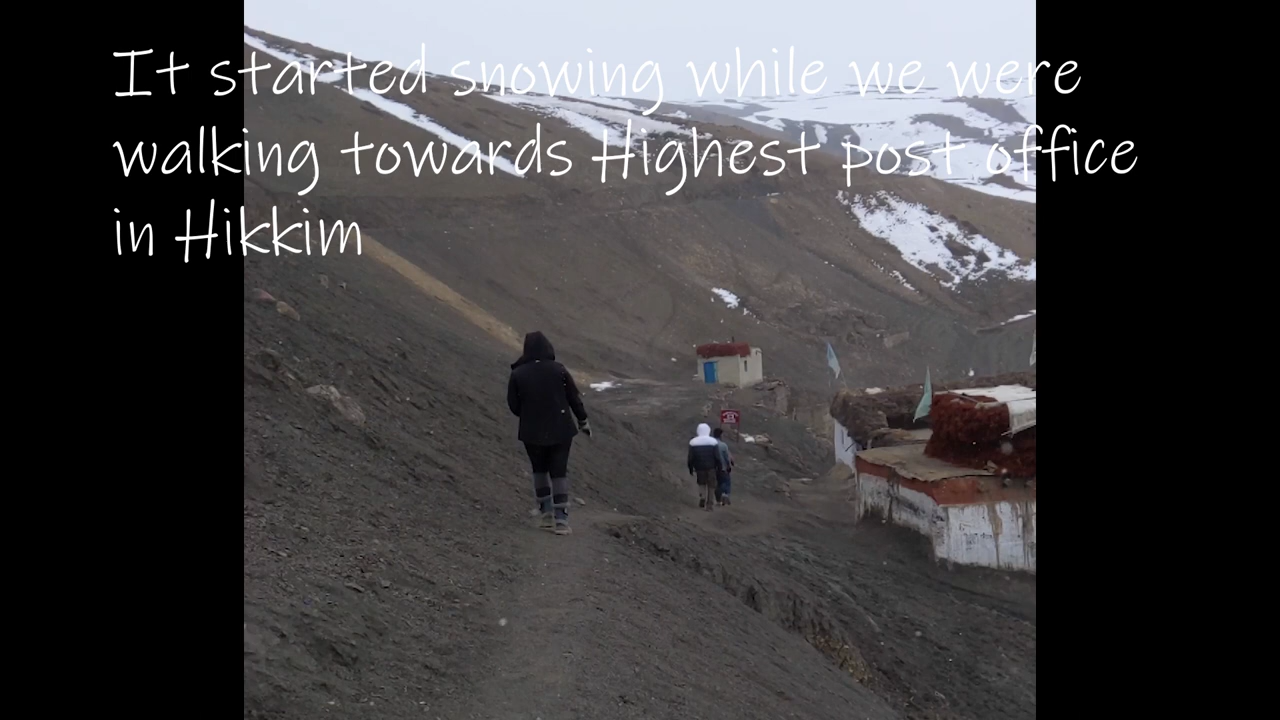 It started snowing while we were
walking towards Highest post office
in Hikkim